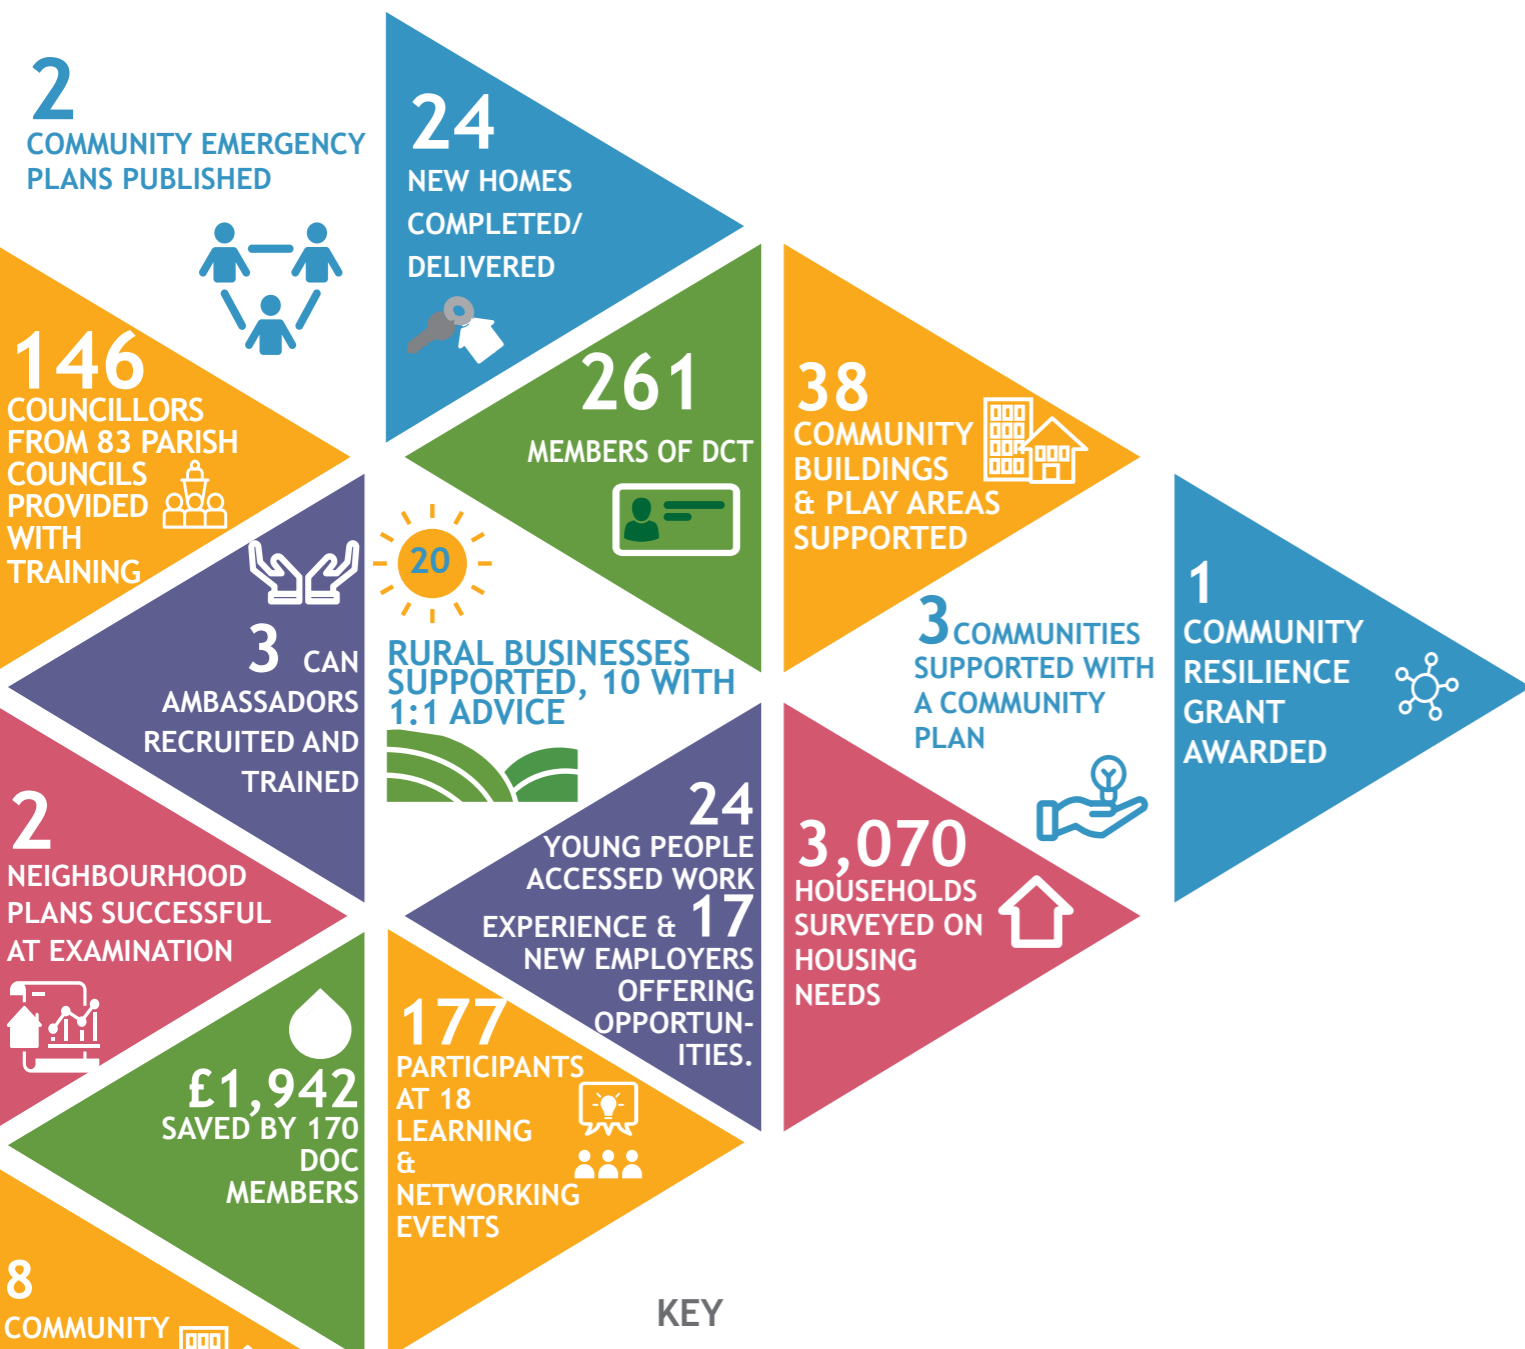 2
COMMUNITY EMERGENCY
PLANS PUBLISHED
24
NEW HOMES
COMPLETED/
DELIVERED
146
COUNCILLORS
FROM 83 PARISH
COUNCILS
PROVIDED
WITH
TRAINING
261
MEMBERS OF DCT
38
COMMUNITY
BUILDINGS
& PLAY AREAS
SUPPORTED
3 CAN
AMBASSADORS
RECRUITED AND
TRAINED
20
RURAL BUSINESSES
SUPPORTED, 10 WITH
1:1 ADVICE
3 COMMUNITIES
SUPPORTED WITH
A COMMUNITY
PLAN
1
COMMUNITY
RESILIENCE
GRANT
AWARDED
2
NEIGHBOURHOOD
PLANS SUCCESSFUL
AT EXAMINATION
24
YOUNG PEOPLE
ACCESSED WORK
EXPERIENCE & 17
NEW EMPLOYERS
OFFERING
OPPORTUN-
ITIES.
3,070
HOUSEHOLDS
SURVEYED ON
HOUSING
NEEDS
£1,942
SAVED BY 170
DOC
MEMBERS
177
PARTICIPANTS
AT 18
LEARNING
&
NETWORKING
EVENTS
8
COMMUNITY
KEY